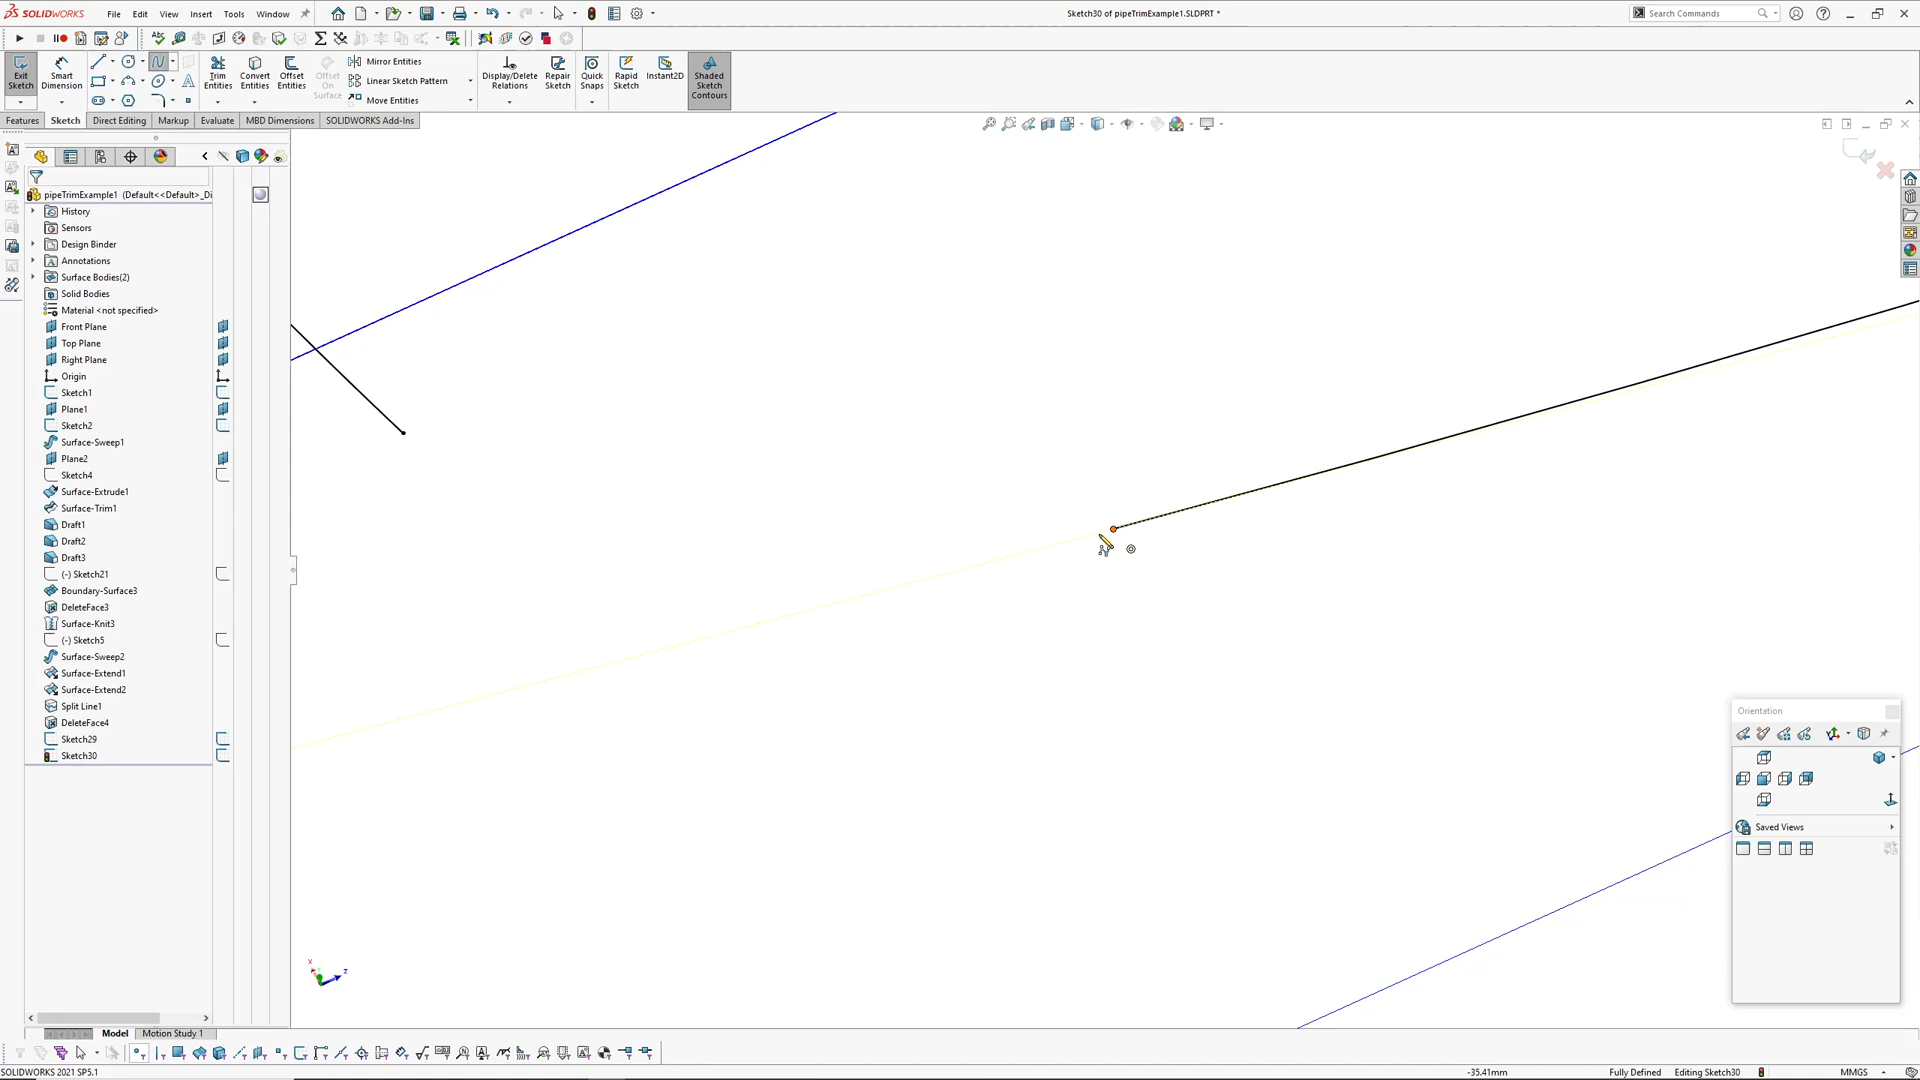 SOLIDWORKS
File
Edit
View
Insert
Tools
Window
Sketch30 of pipeTrimExample1.SLDPRT *
Search Commands
Exit Sketch
Smart Dimension
Trim Entities
Convert Entities
Offset Entities
Offset On Surface
Mirror Entities
Linear Sketch Pattern
Move Entities
Display/Delete Relations
Repair Sketch
Quick Snaps
Rapid Sketch
Instant2D
Shaded Sketch Contours
Features
Sketch
Direct Editing
Markup
Evaluate
MBD Dimensions
SOLIDWORKS Add-Ins
pipeTrimExample1 (Default<<Default>_Di
History
Sensors
Design Binder
Annotations
Surface Bodies(2)
Solid Bodies
Material <not specified>
Front Plane
Top Plane
Right Plane
Origin
Sketch1
Plane1
Sketch2
Surface-Sweep1
Plane2
Sketch4
Surface-Extrude1
Surface-Trim1
Draft1
Draft2
Draft3
(-) Sketch21
Boundary-Surface3
DeleteFace3
Surface-Knit3
(-) Sketch5
Surface-Sweep2
Surface-Extend1
Surface-Extend2
Split Line1
DeleteFace4
Sketch29
Sketch30
Orientation
Saved Views
x
z
Model
Motion Study 1
SOLIDWORKS 2021 SP5.1
-35.41mm
Fully Defined
Editing Sketch30
MMGS